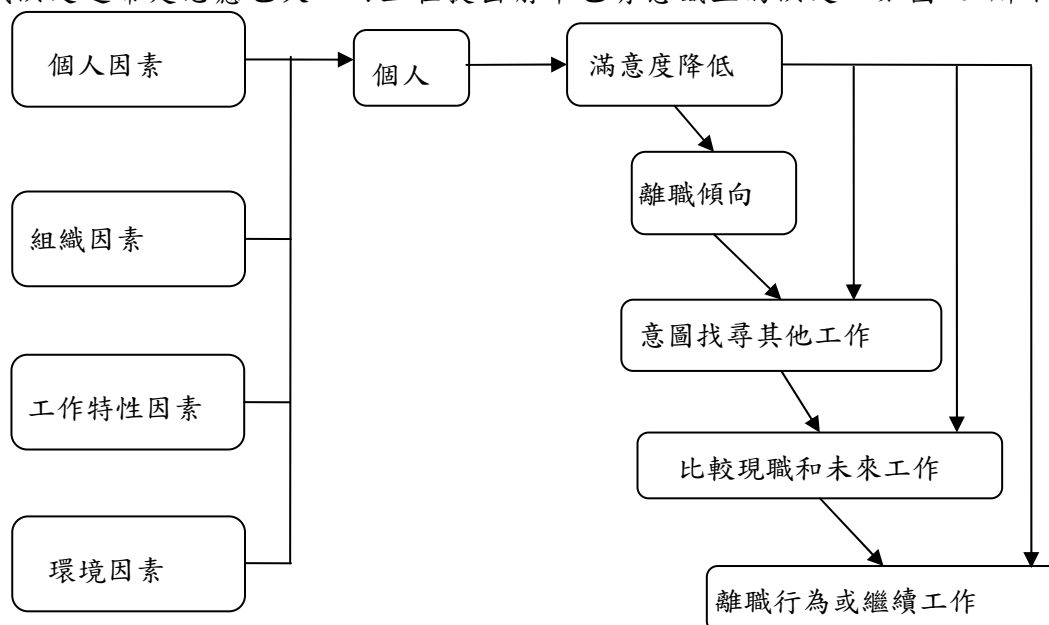 個人因素
個人
滿意度降低
離職傾向
組織因素
意圖找尋其他工作
工作特性因素
比較現職和未來工作
環境因素
離職行為或繼續工作